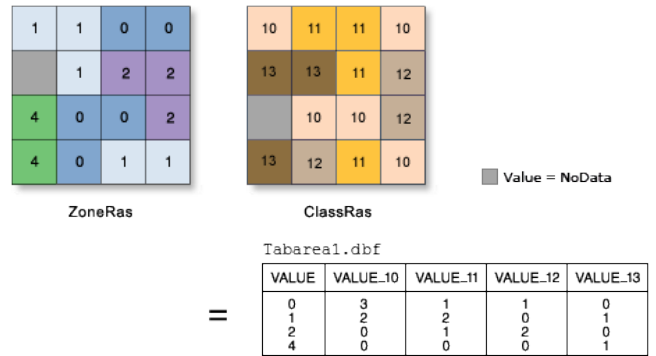 1 1 0 0
1 2 2
4 0 0 2
4 0 1 1
ZoneRas
10 11 11 10
13 13 11 12
10 10 12
13 12 11 10
ClassRas
Value = NoData
Tabarea1.dbf
=
VALUE VALUE_10 VALUE_11 VALUE_12 VALUE_13
0 3 1 1 0
1 2 2 0 1
2 0 1 2 0
4 0 0 0 1